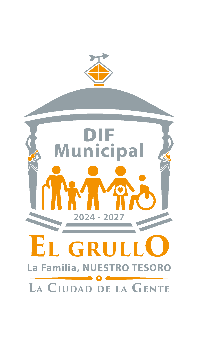 DIF
Municipal
2024 - 2027
EL GRULLO
La Familia, NUESTRO TESORO
LA CIUDAD DE LA GENTE